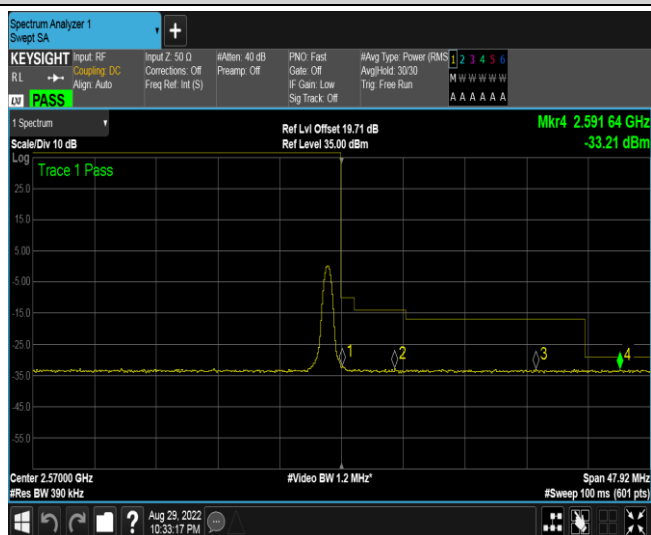 Spectrum Analyzer 1
Swept SA
+
KEYSIGHT Input: RF Input Z: 50 Ω #Atten: 40 dB PNO: Fast #Avg Type: Power (RMS 1 2 3 4 5 6
RL Coupling: DC Corrections: Off Preamp: Off Gate: Off Avg|Hold: 30/30 M W W W W W
Align: Auto Freq Ref: Int (S) IF Gain: Low Trig: Free Run
LXI PASS Sig Track: Off A A A A A A
1 Spectrum Ref Lvl Offset 19.71 dB Mkr4 2.591 64 GHz
Scale/Div 10 dB Ref Level 35.00 dBm -33.21 dBm
Log
Trace 1 Pass
25.0
15.0
5.00
-5.00
-15.0
-25.0
1 2 3 4
-35.0
-45.0
-55.0
Center 2.57000 GHz #Video BW 1.2 MHz* Span 47.92 MHz
#Res BW 390 kHz #Sweep 100 ms (601 pts)
? Aug 29, 2022
10:33:17 PM